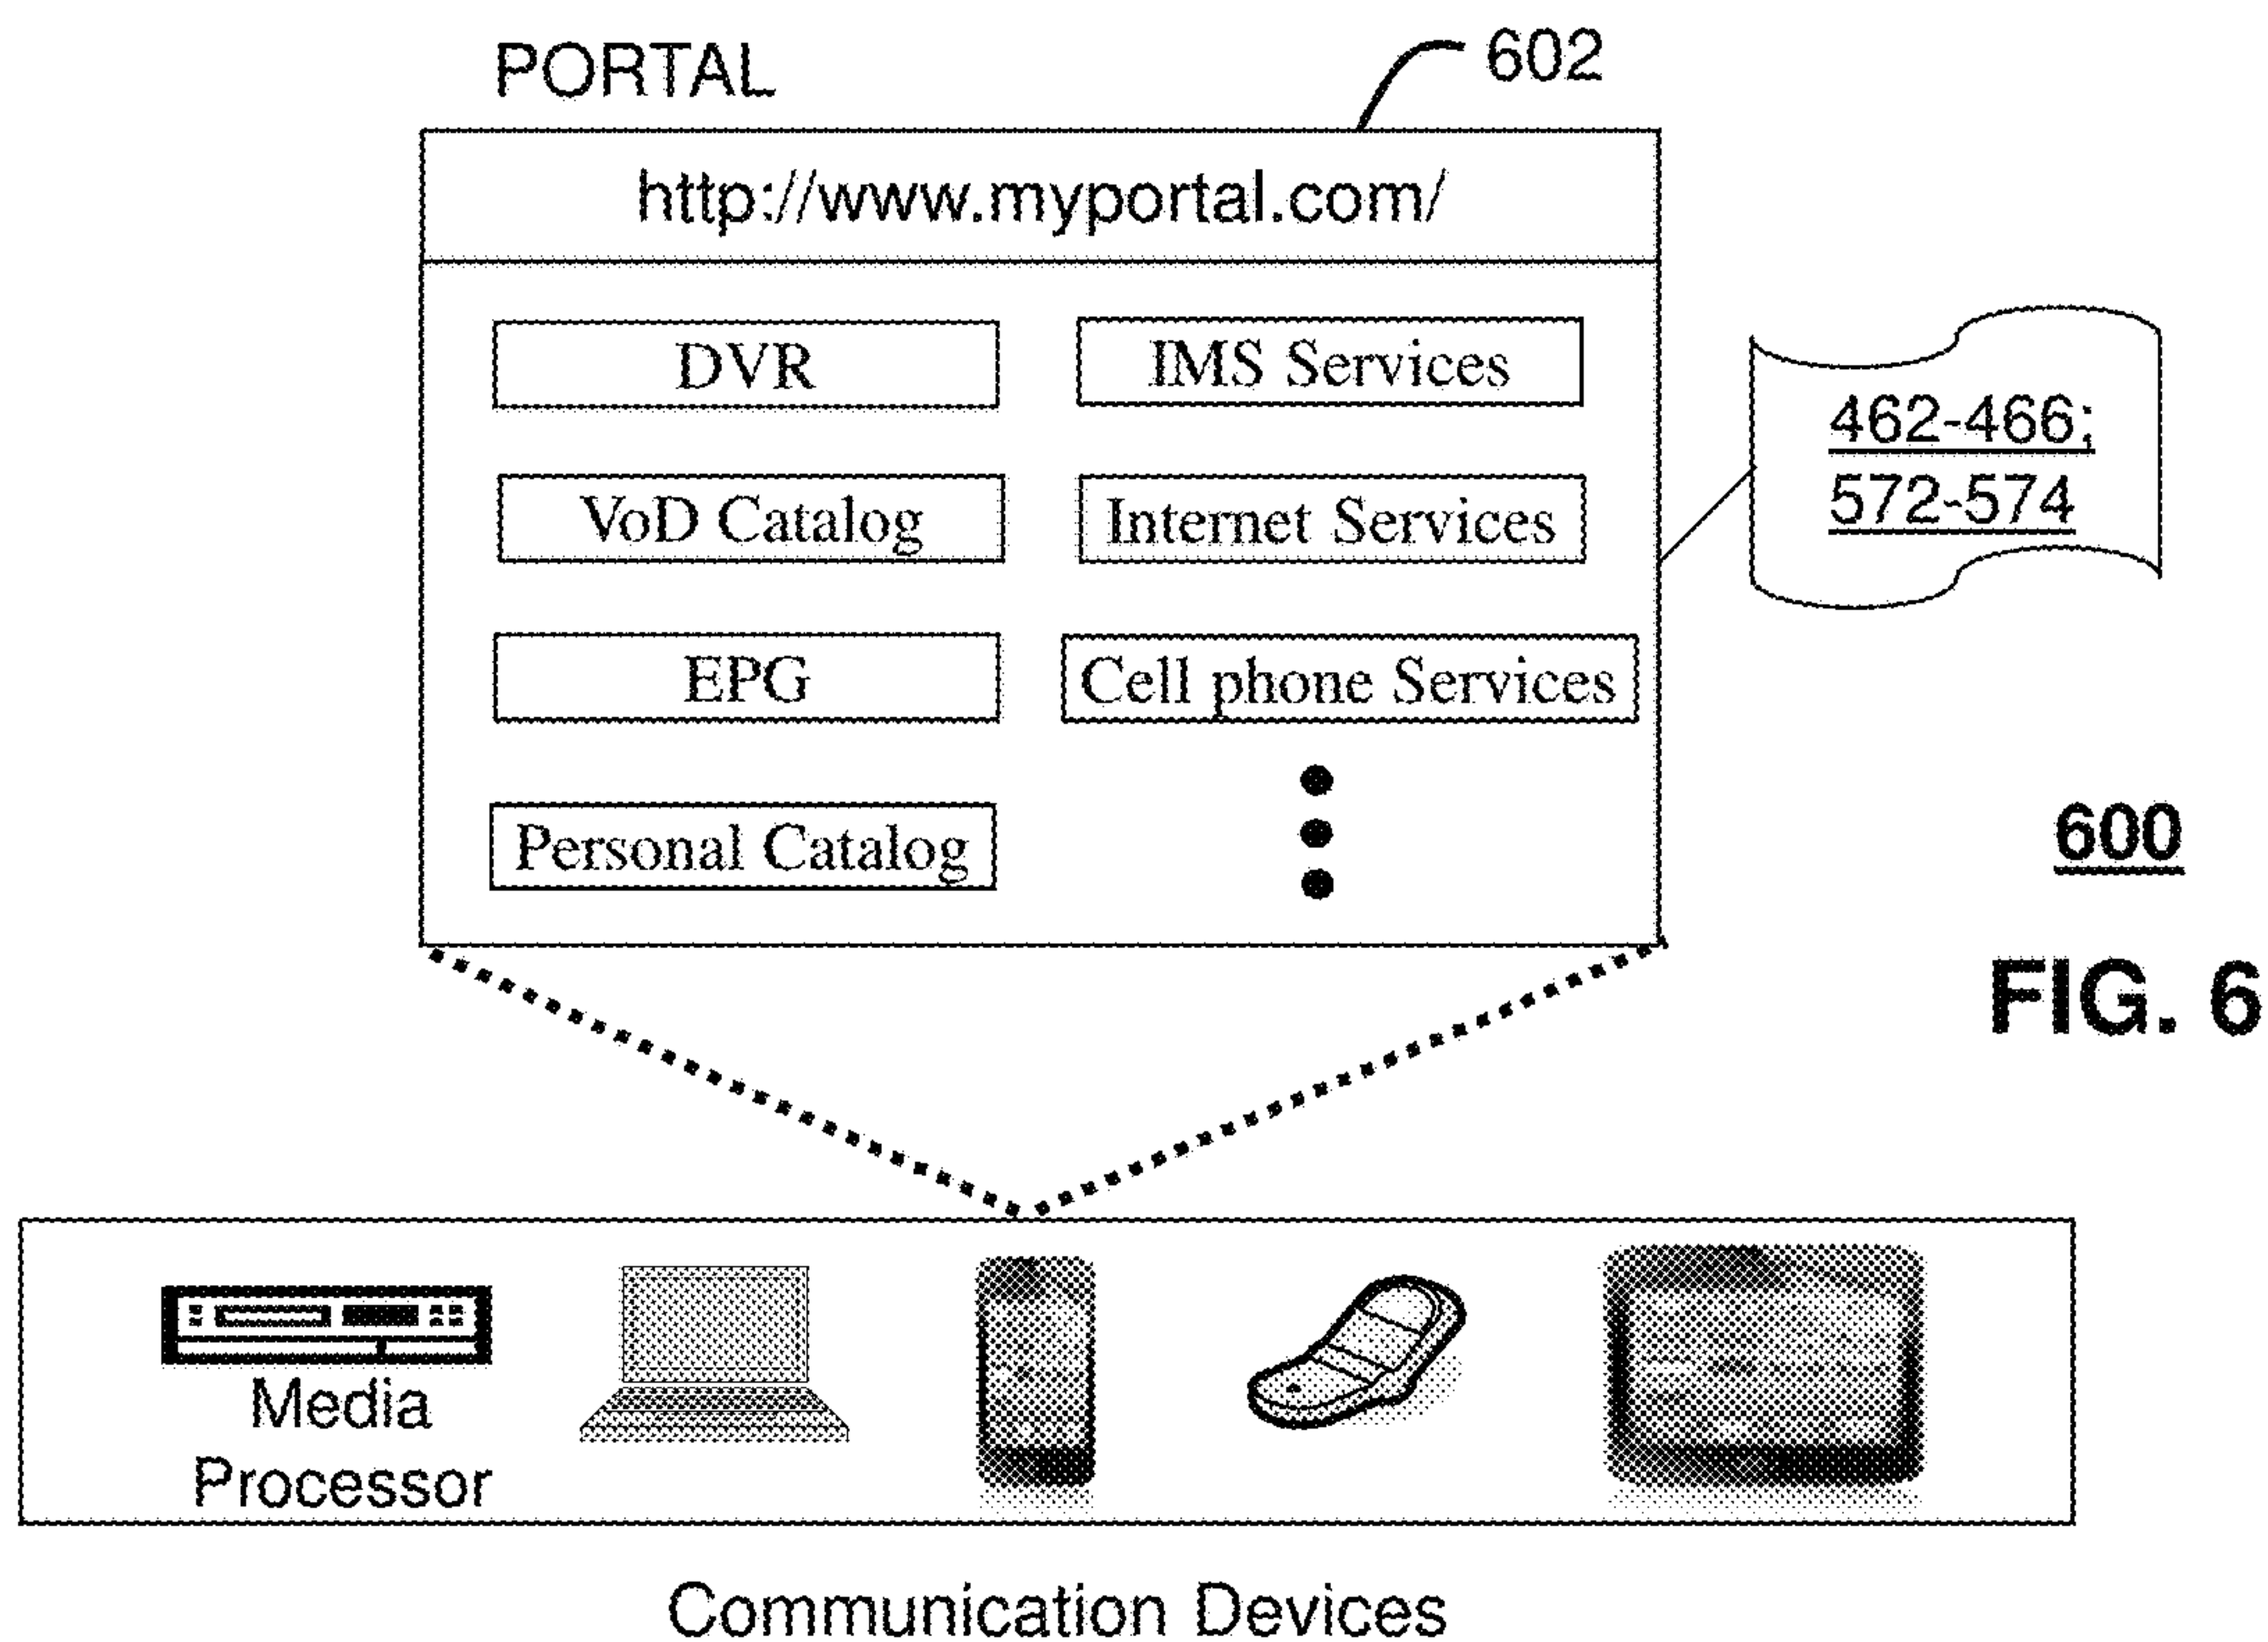 PORTAL
602
http://www.myportal.com/
DVR
IMS Services
VoD Catalog
Internet Services
EPG
Cell phone Services
Personal Catalog
462-466;
572-574
600
FIG. 6
Media
Processor
Communication Devices